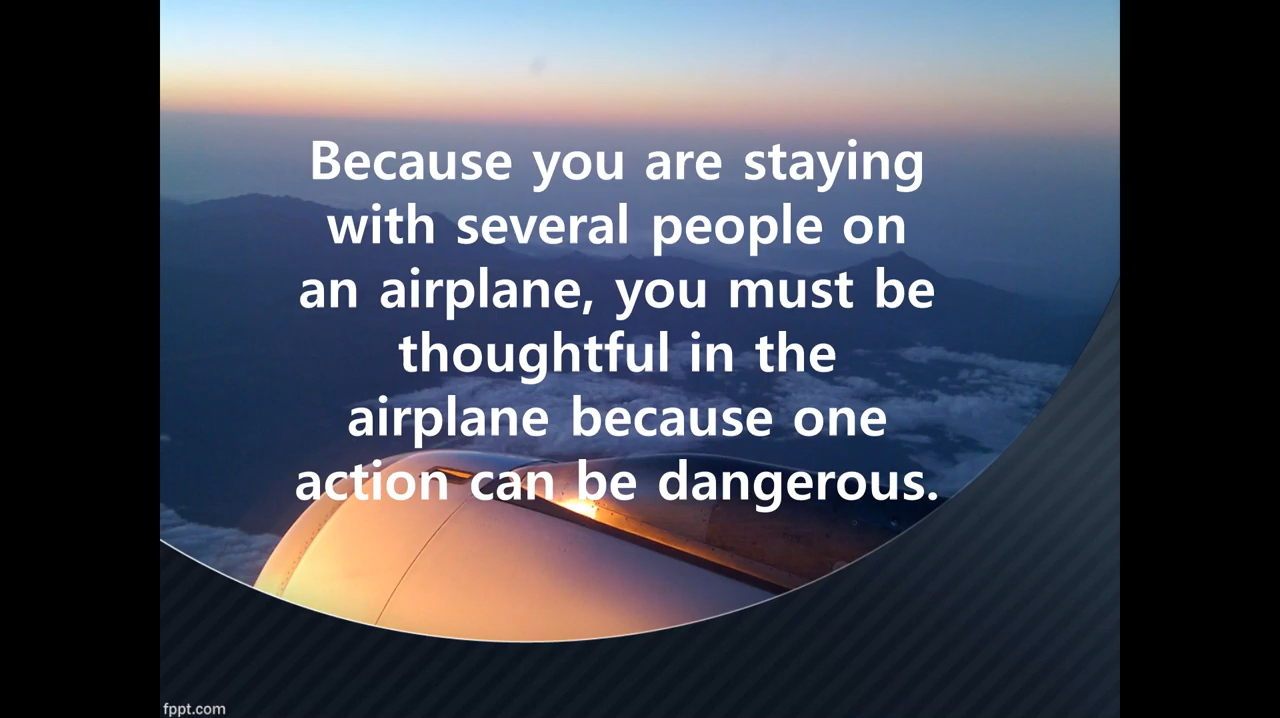 Because you are staying
with several people on
an airplane, you must be
thoughtful in the
airplane because one
action can be dangerous.
fppt.com